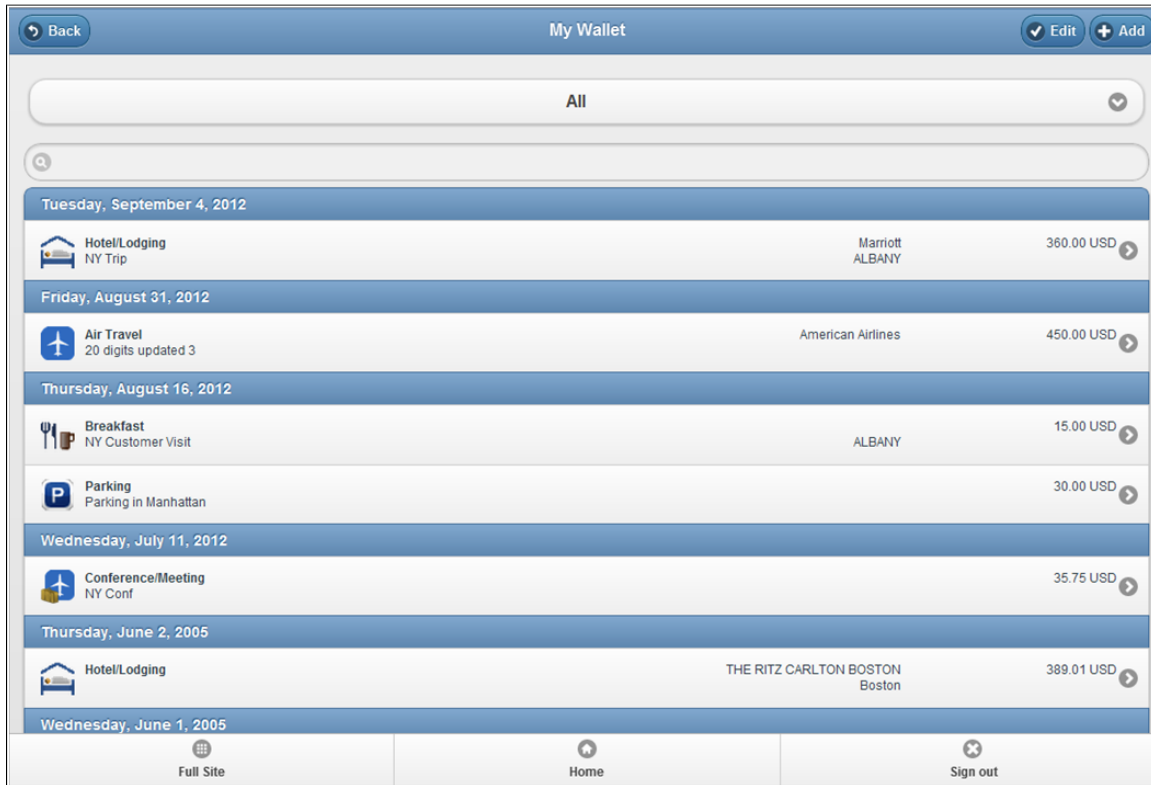 Back
My Wallet
Edit
Add
All
Tuesday, September 4, 2012
Hotel/Lodging
NY Trip
Marriott
ALBANY
360.00 USD
Friday, August 31, 2012
Air Travel
20 digits updated 3
American Airlines
450.00 USD
Thursday, August 16, 2012
Breakfast
NY Customer Visit
ALBANY
15.00 USD
P
Parking
Parking in Manhattan
30.00 USD
Wednesday, July 11, 2012
Conference/Meeting
NY Conf
35.75 USD
Thursday, June 2, 2005
Hotel/Lodging
THE RITZ CARLTON BOSTON
Boston
389.01 USD
Wednesday, June 1, 2005
Full Site
Home
Sign out